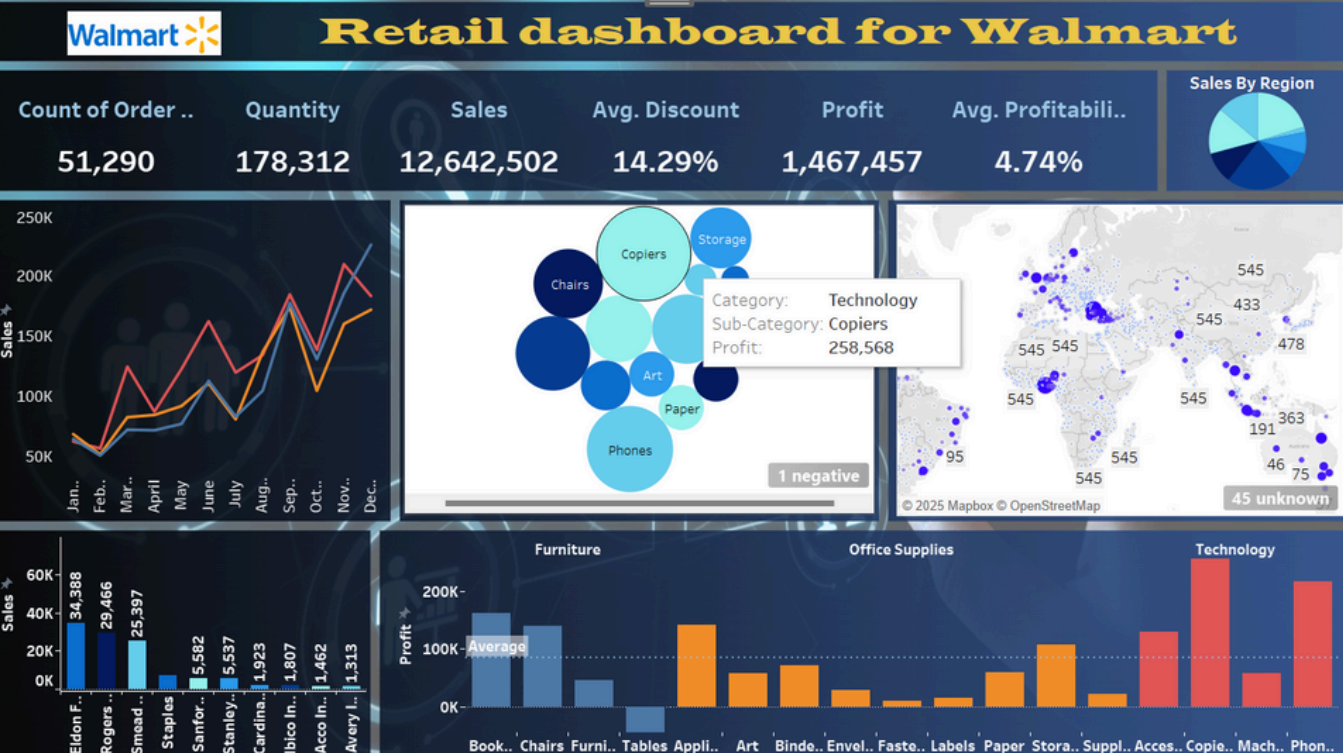 Walmart
Retail dashboard for Walmart
Count of Order ..
Quantity
Sales
Avg. Discount
Profit
Avg. Profitabili..
51,290
178,312
12,642,502
14.29%
1,467,457
4.74%
Sales By Region
Sales
250K
200K
150K
100K
50K
Jan..
Feb..
Mar..
April
May
June
July
Aug..
Sep..
Oct..
Nov..
Dec..
Copiers
Storage
Chairs
Art
Paper
Phones
Category: Technology
Sub-Category: Copiers
Profit: 258,568
1 negative
545
433
545
478
545
545
545
545
363
191
95
545
545
46
75
45 unknown
© 2025 Mapbox © OpenStreetMap
Sales
60K
40K
20K
0K
34,388
29,466
25,397
5,582
5,537
1,923
1,807
1,462
1,313
Eldon F..
Rogers ..
Smead ..
Staples
Sanfor..
Stanley..
Cardina..
lbico In..
Acco In..
Avery I..
Furniture
Office Supplies
Technology
Profit
200K
100K
0K
Average
Book..
Chairs
Furni..
Tables
Appli..
Art
Binde..
Envel..
Faste..
Labels
Paper
Stora..
Suppl..
Acces..
Copie..
Mach..
Phon..